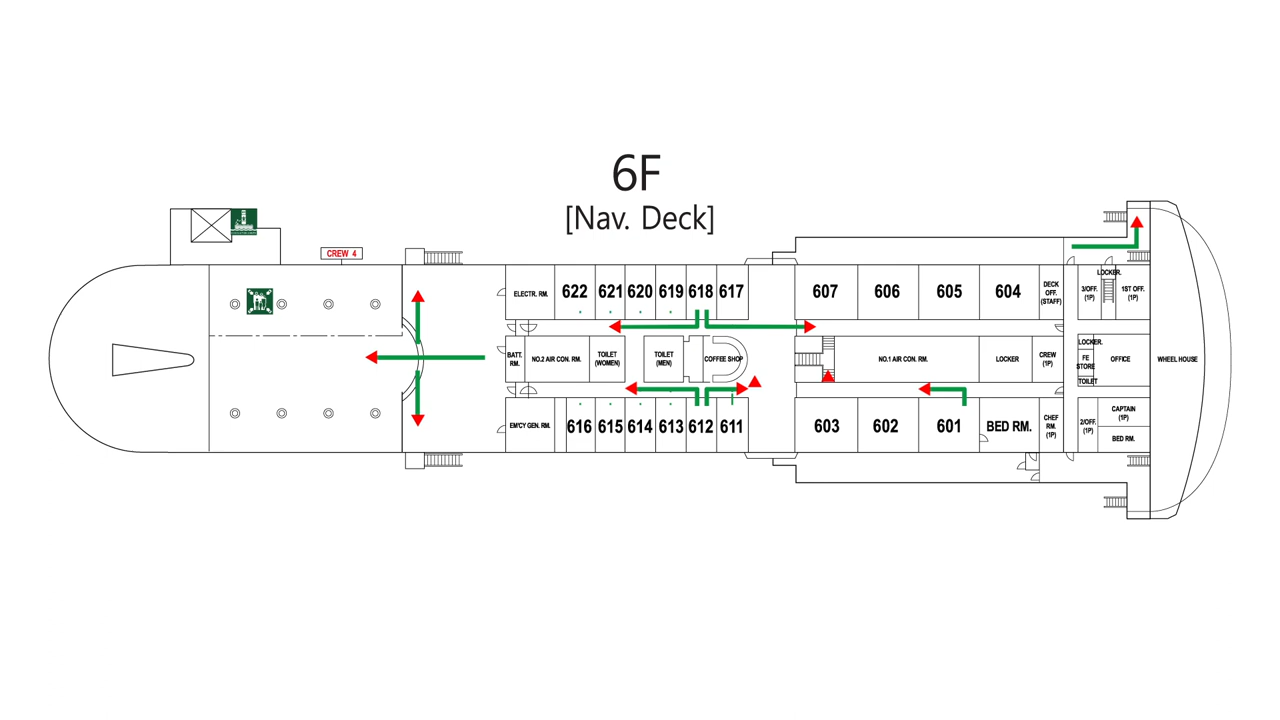 6F
[Nav. Deck]
CREW 4
ELECTR. RM.
622
621
620
619
618
617
607
606
605
604
DECK
OFF.
(STAFF)
LOCKER.
3/OFF.
(1P)
1ST OFF.
(1P)
BATT.
RM.
NO.2 AIR CON. RM.
TOILET
(WOMEN)
TOILET
(MEN)
COFFEE SHOP
NO.1 AIR CON. RM.
LOCKER
CREW
(1P)
LOCKER.
FE
STORE
TOILET
OFFICE
WHEEL HOUSE
EM'CY GEN. RM.
616
615
614
613
612
611
603
602
601
BED RM.
CHEF
RM.
(1P)
2/OFF.
(1P)
CAPTAIN
(1P)
BED RM.